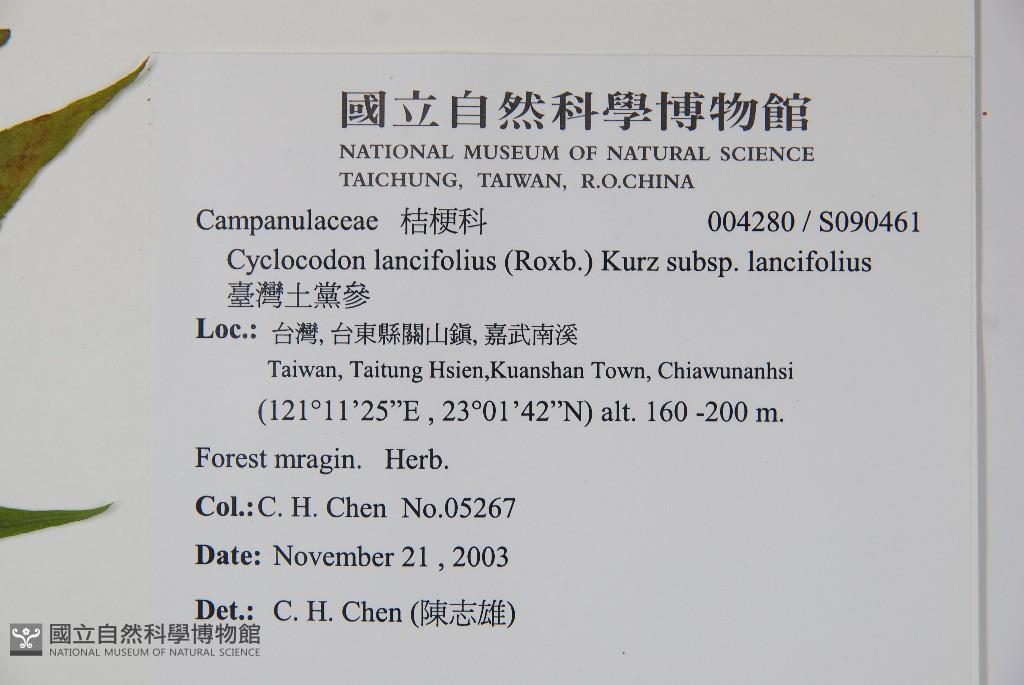 國立自然科學博物館
NATIONAL MUSEUM OF NATURAL SCIENCE
TAICHUNG, TAIWAN, R.O.CHINA
Campanulaceae 桔梗科 004280 / S090461
Cyclocodon lancifolius (Roxb.) Kurz subsp. lancifolius
臺灣土黨參
Loc.: 台灣, 台東縣關山鎮, 嘉武南溪
Taiwan, Taitung Hsien,Kuanshan Town, Chiawunanhsi
(121°11’25”E , 23°01’42”N) alt. 160 -200 m.
Forest mragin. Herb.
Col.: C. H. Chen No.05267
Date: November 21 , 2003
Det.: C. H. Chen (陳志雄)
國立自然科學博物館
NATIONAL MUSEUM OF NATURAL SCIENCE